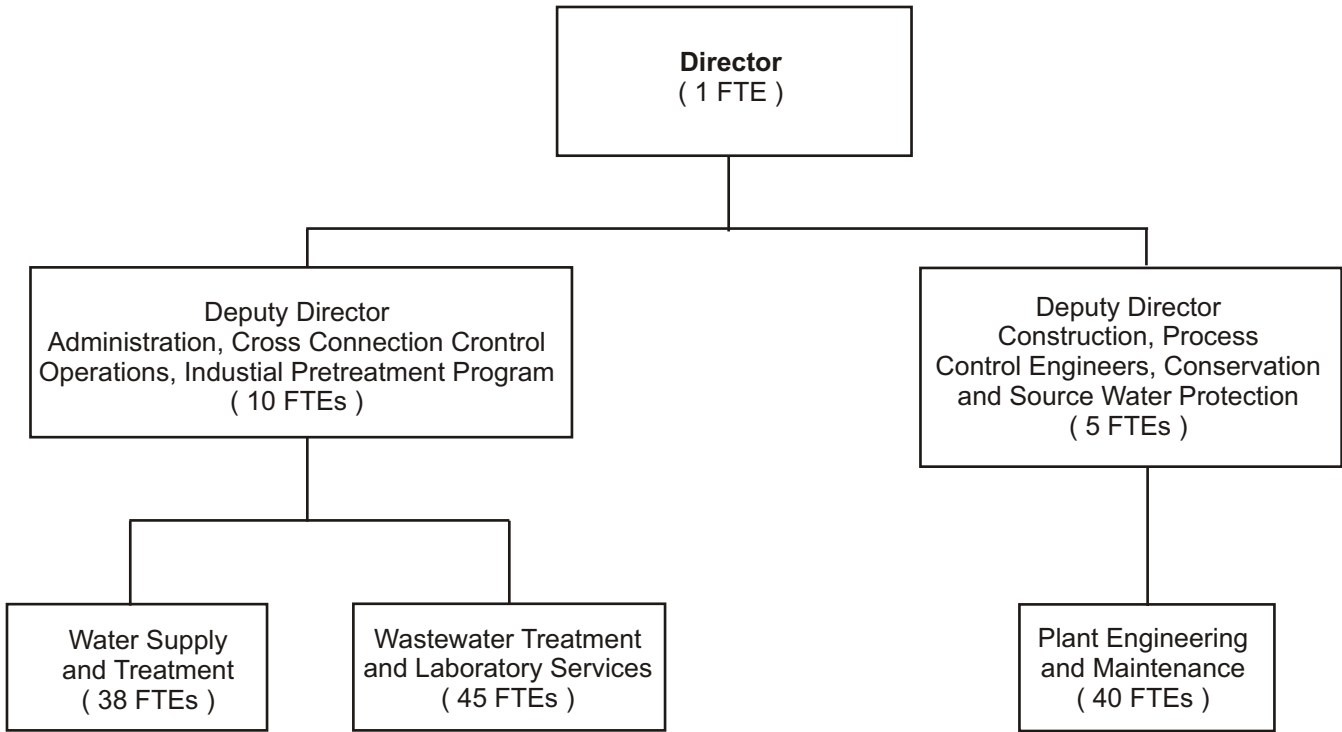 Director
( 1 FTE )
Deputy Director
Administration, Cross Connection Crontrol
Operations, Industial Pretreatment Program
( 10 FTEs )
Deputy Director
Construction, Process
Control Engineers, Conservation
and Source Water Protection
( 5 FTEs )
Water Supply
and Treatment
( 38 FTEs )
Wastewater Treatment
and Laboratory Services
( 45 FTEs )
Plant Engineering
and Maintenance
( 40 FTEs )